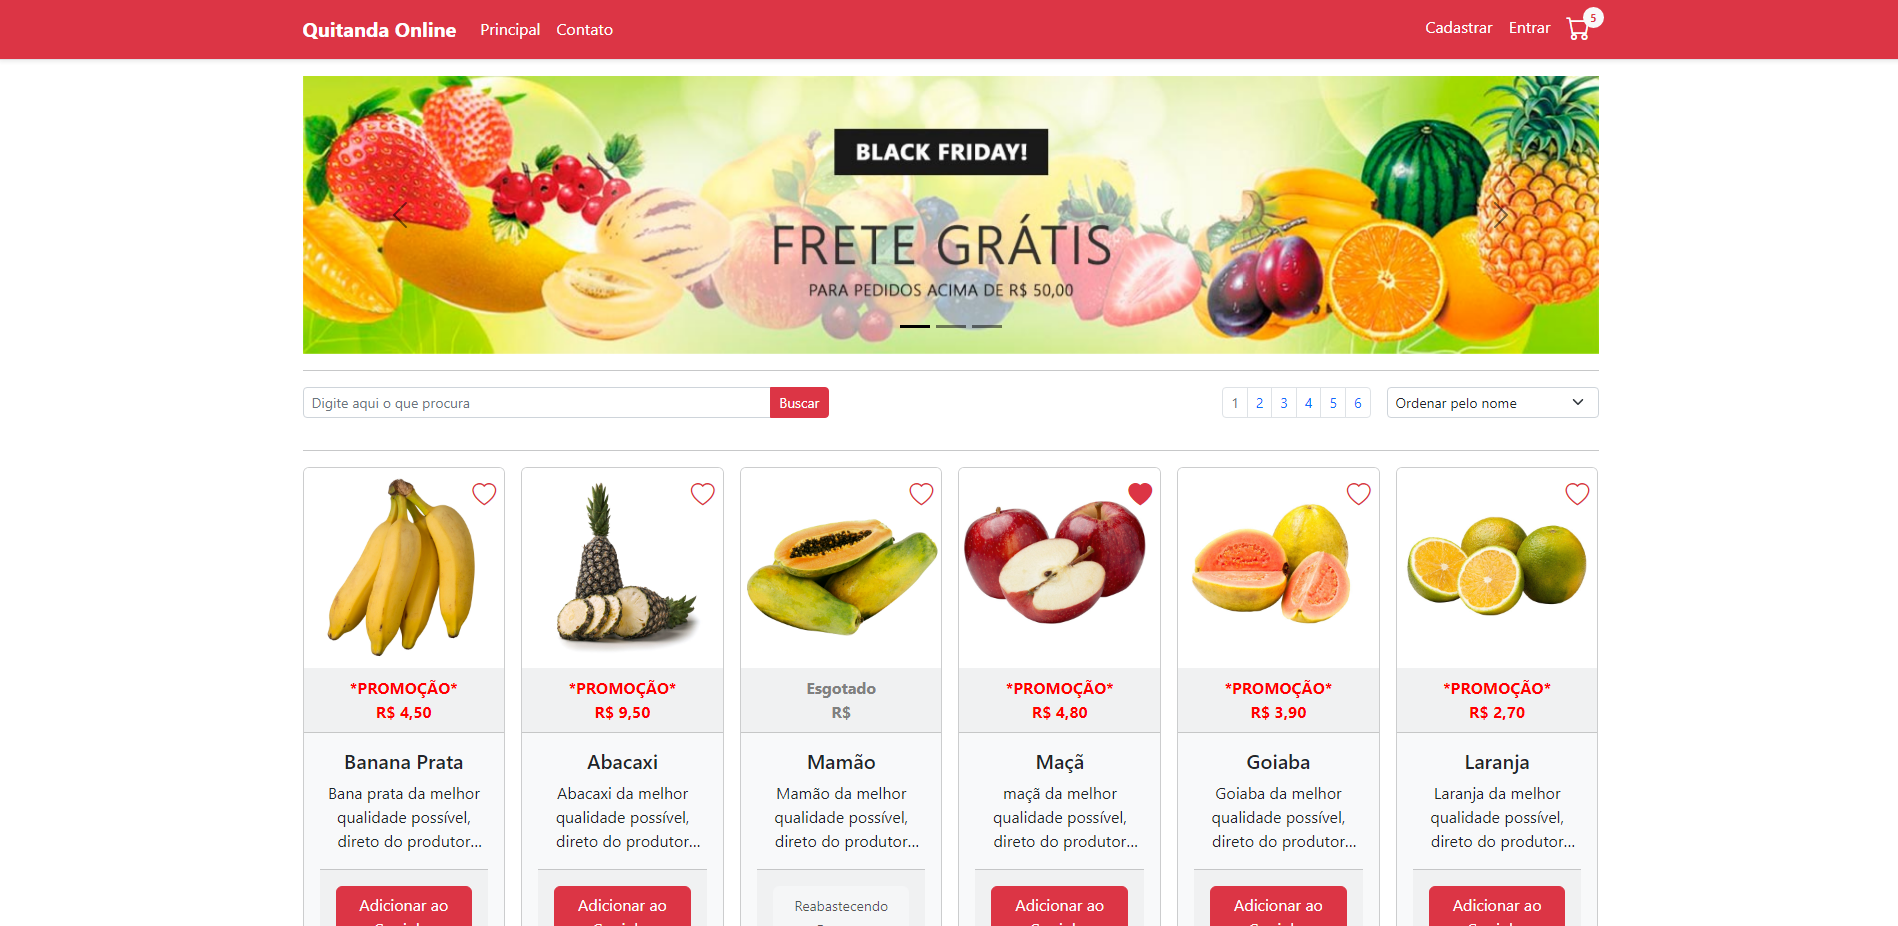 Quitanda Online Principal Contato Cadastrar Entrar 5
BLACK FRIDAY!
FRETE GRÁTIS
PARA PEDIDOS ACIMA DE R$ 50,00
Digite aqui o que procura Buscar 1 2 3 4 5 6 Ordenar pelo nome
*PROMOÇÃO*
R$ 4,50
Banana Prata
Bana prata da melhor
qualidade possível,
direto do produtor...
Adicionar ao
*PROMOÇÃO*
R$ 9,50
Abacaxi
Abacaxi da melhor
qualidade possível,
direto do produtor...
Adicionar ao
Esgotado
R$
Mamão
Mamão da melhor
qualidade possível,
direto do produtor...
Reabastecendo
*PROMOÇÃO*
R$ 4,80
Maçã
maçã da melhor
qualidade possível,
direto do produtor...
Adicionar ao
*PROMOÇÃO*
R$ 3,90
Goiaba
Goiaba da melhor
qualidade possível,
direto do produtor...
Adicionar ao
*PROMOÇÃO*
R$ 2,70
Laranja
Laranja da melhor
qualidade possível,
direto do produtor...
Adicionar ao